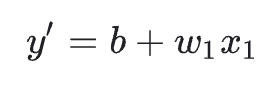 y′ = b + w₁x₁